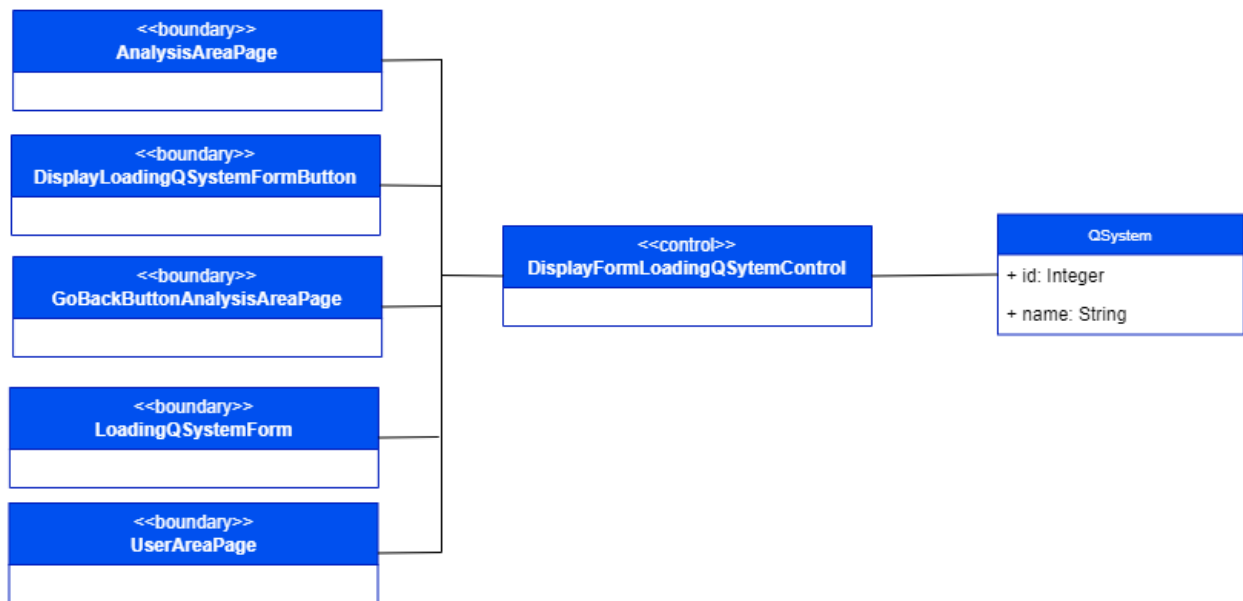 <<boundary>>
AnalysisAreaPage
<<boundary>>
DisplayLoadingQSystemFormButton
<<boundary>>
GoBackButtonAnalysisAreaPage
<<boundary>>
LoadingQSystemForm
<<boundary>>
UserAreaPage
<<control>>
DisplayFormLoadingQSytemControl
QSystem
+ id: Integer
+ name: String